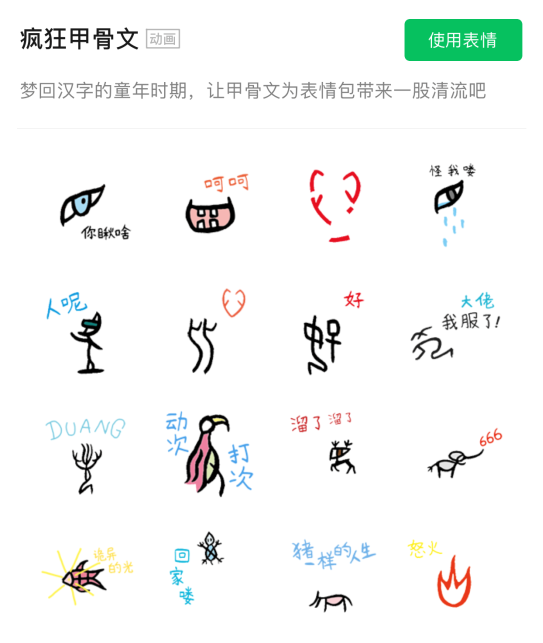 疯狂甲骨文 动画
使用表情
梦回汉字的童年时期，让甲骨文为表情包带来一股清流吧
你瞅啥
呵呵
怪我喽
人呢
好
大佬
我服了!
DUANG
动次
打次
溜了溜了
666
诡异的光
回家喽
猪一样的人生
怒火